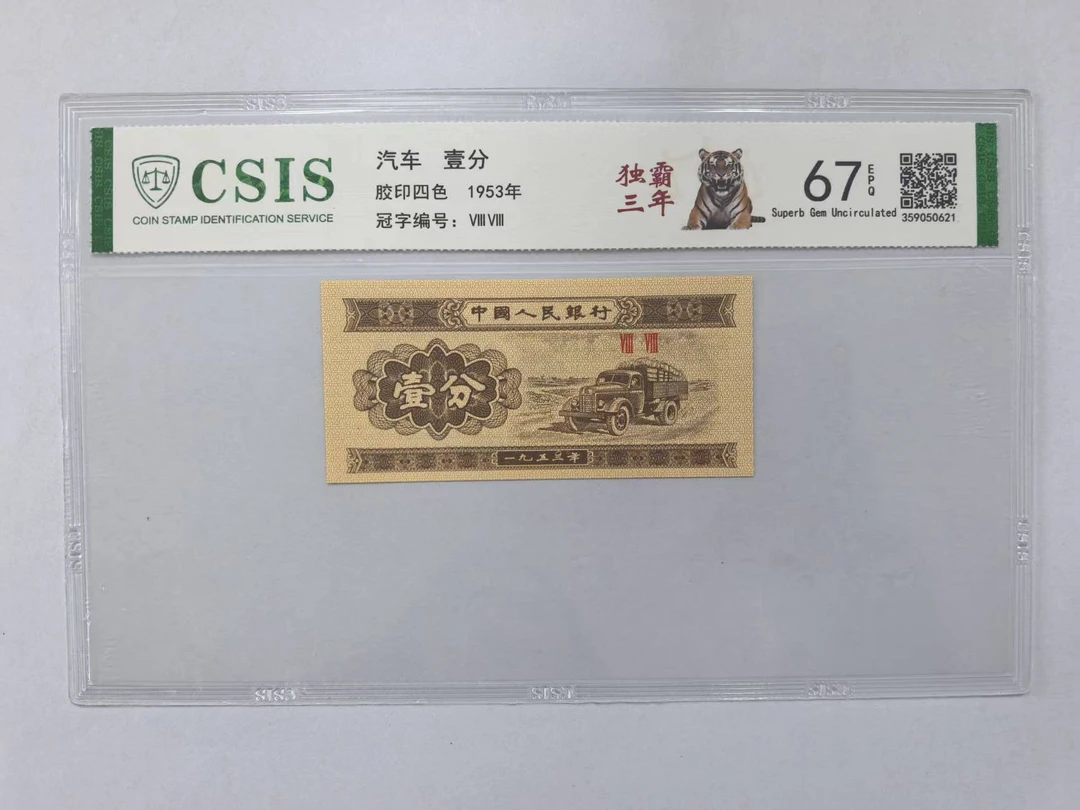 CSIS
COIN STAMP IDENTIFICATION SERVICE
汽车 壹分
胶印四色 1953年
冠字编号：ⅧⅧ
独霸
三年
67 EPQ
Superb Gem Uncirculated
359050621
中國人民銀行
Ⅷ Ⅷ
壹分
一九五三年